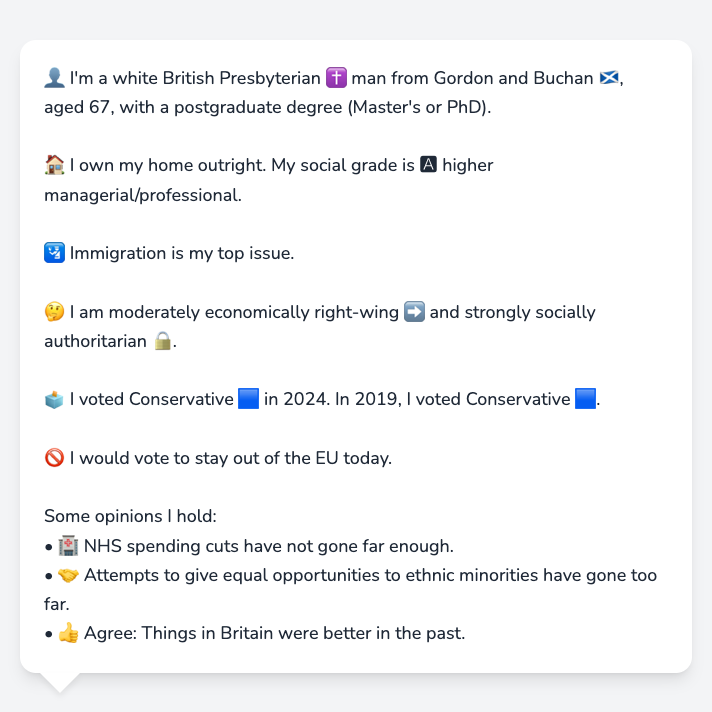 👤 I'm a white British Presbyterian ✝️ man from Gordon and Buchan 🏴󠁧󠁢󠁳󠁣󠁴󠁿,
aged 67, with a postgraduate degree (Master's or PhD).
🏠 I own my home outright. My social grade is 🅰 higher
managerial/professional.
🛂 Immigration is my top issue.
🤔 I am moderately economically right-wing ➡️ and strongly socially
authoritarian 🔒.
🗳️ I voted Conservative 🟦 in 2024. In 2019, I voted Conservative 🟦.
🚫 I would vote to stay out of the EU today.
Some opinions I hold:
• 🏥 NHS spending cuts have not gone far enough.
• 🤝 Attempts to give equal opportunities to ethnic minorities have gone too
far.
• 👍 Agree: Things in Britain were better in the past.